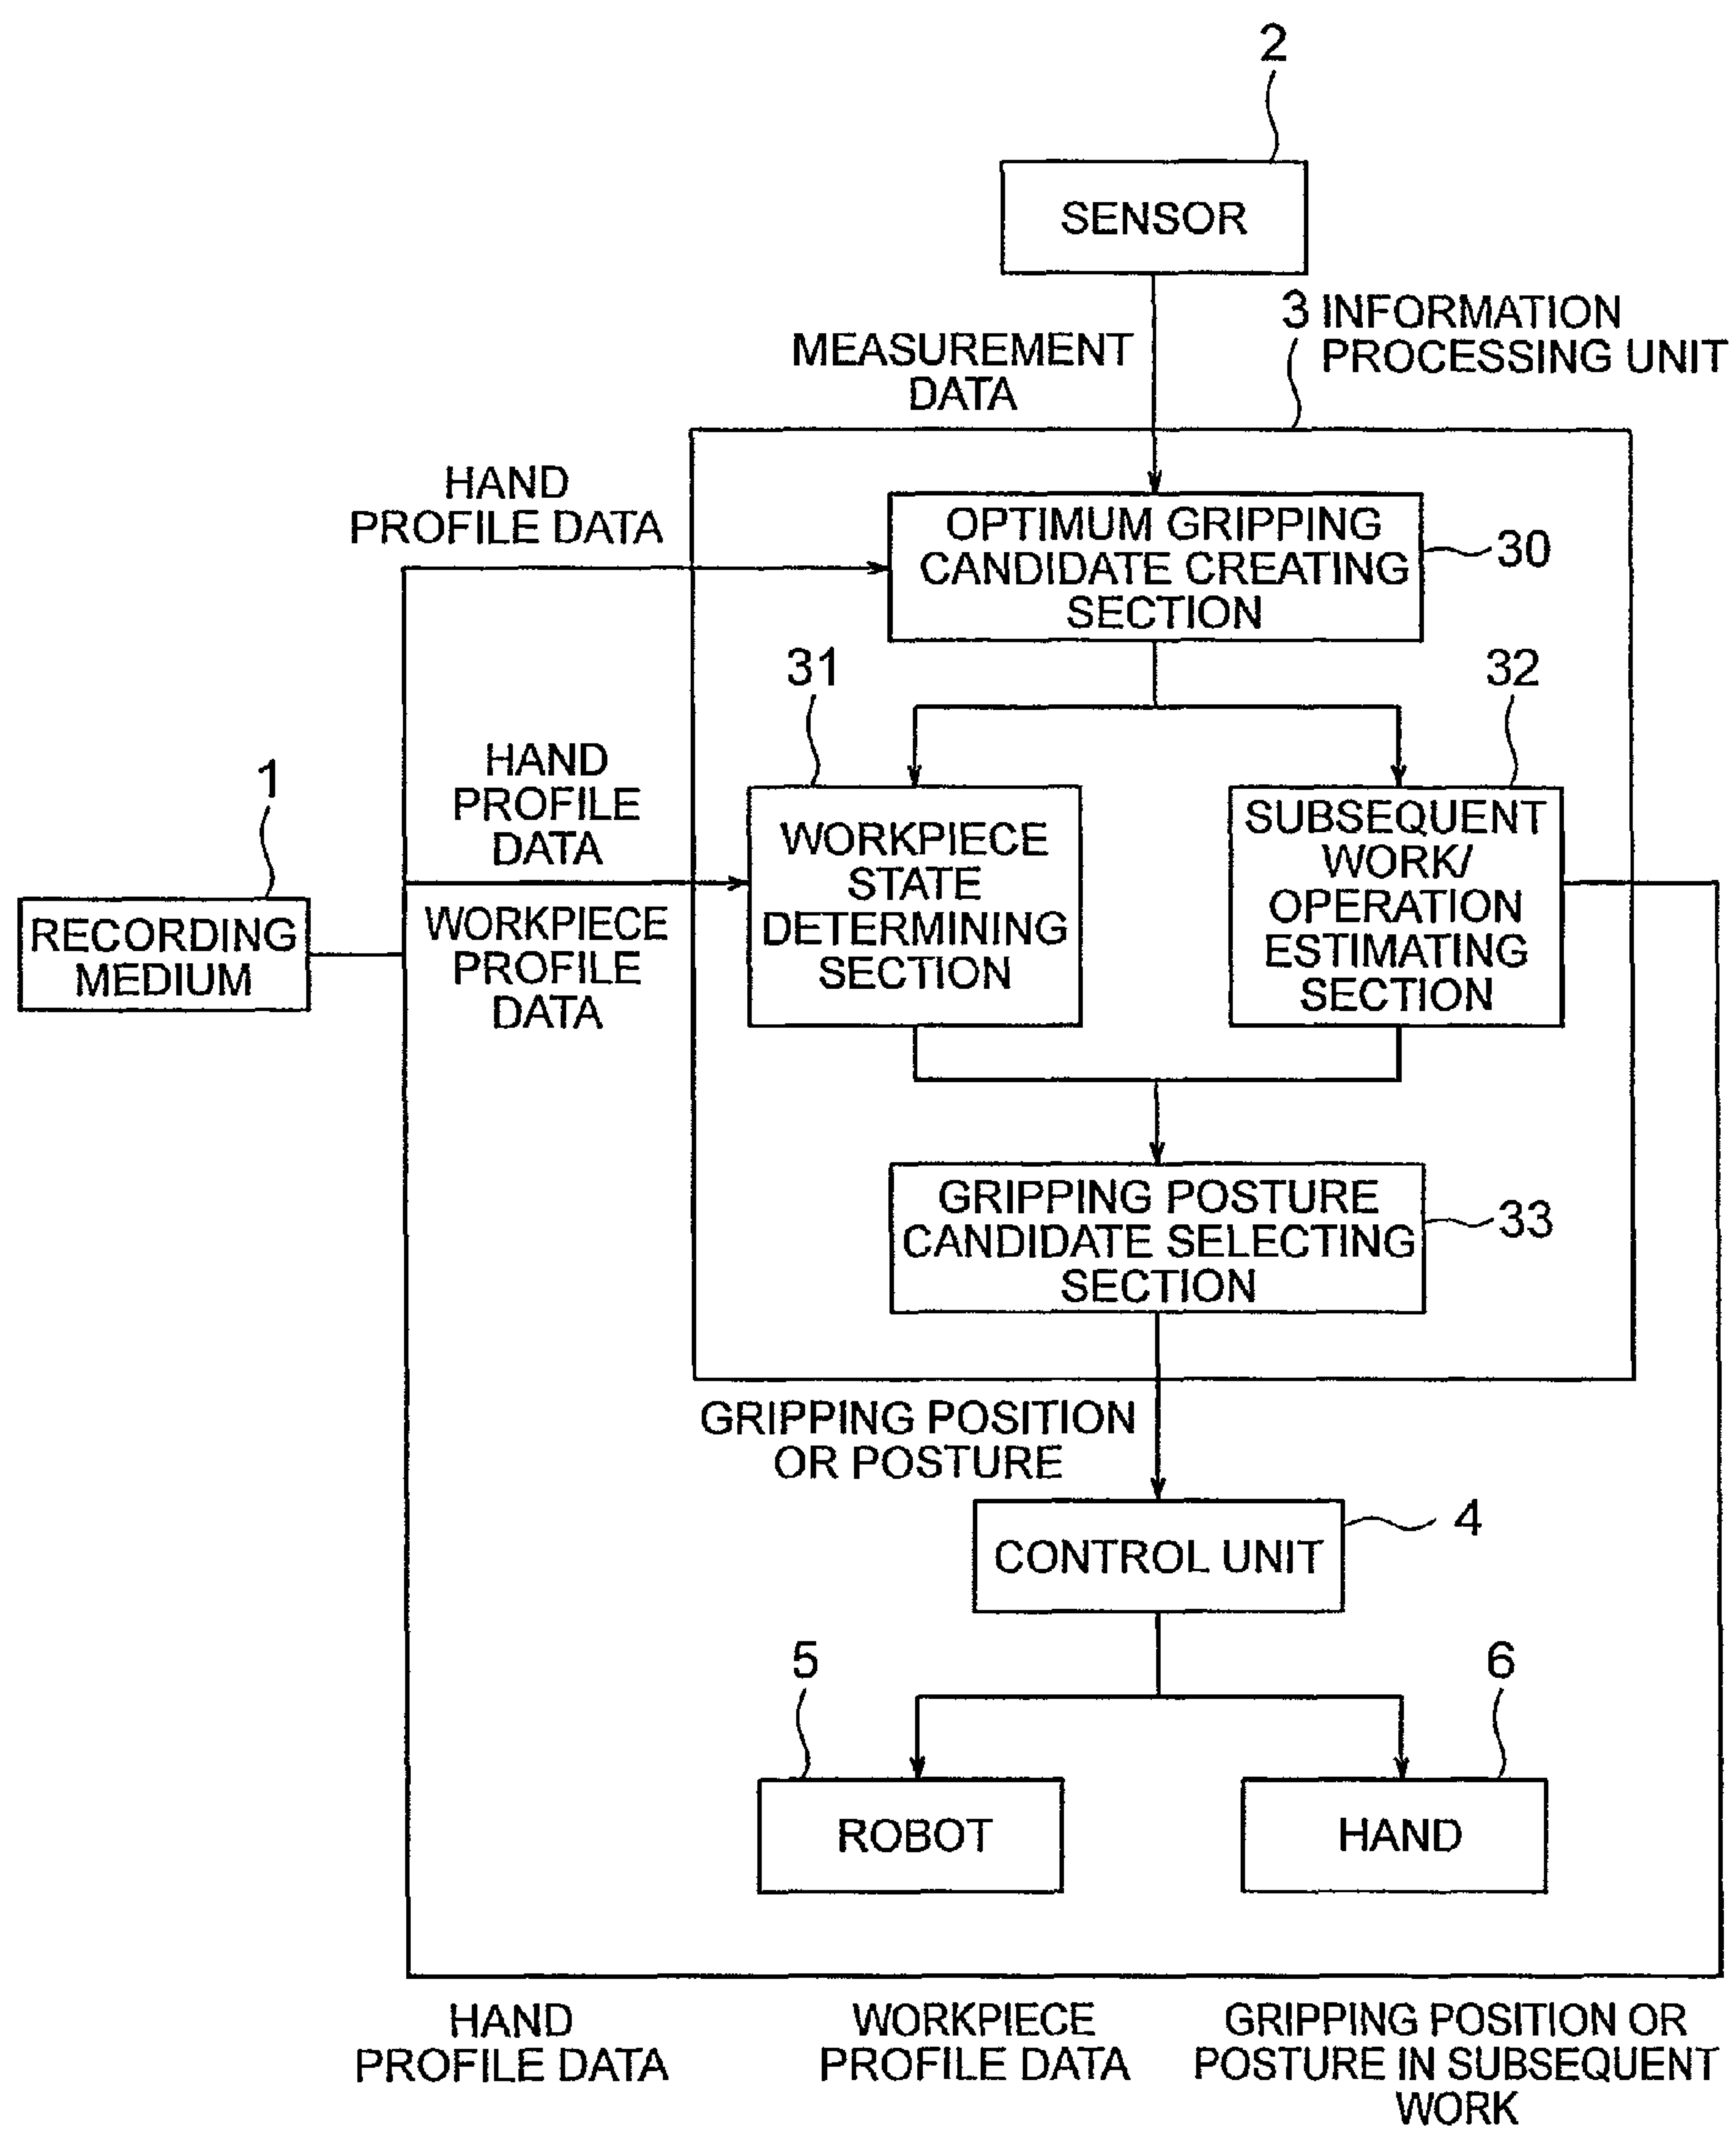 2
SENSOR
3 INFORMATION
PROCESSING UNIT
MEASUREMENT
DATA
HAND
PROFILE DATA
OPTIMUM GRIPPING
CANDIDATE CREATING
SECTION
30
31
32
HAND
PROFILE
DATA
1
RECORDING
MEDIUM
WORKPIECE
PROFILE
DATA
WORKPIECE
STATE
DETERMINING
SECTION
SUBSEQUENT
WORK/
OPERATION
ESTIMATING
SECTION
GRIPPING POSTURE
CANDIDATE SELECTING
SECTION
33
GRIPPING POSITION
OR POSTURE
CONTROL UNIT
4
5
6
ROBOT
HAND
HAND
PROFILE DATA
WORKPIECE
PROFILE DATA
GRIPPING POSITION OR
POSTURE IN SUBSEQUENT
WORK